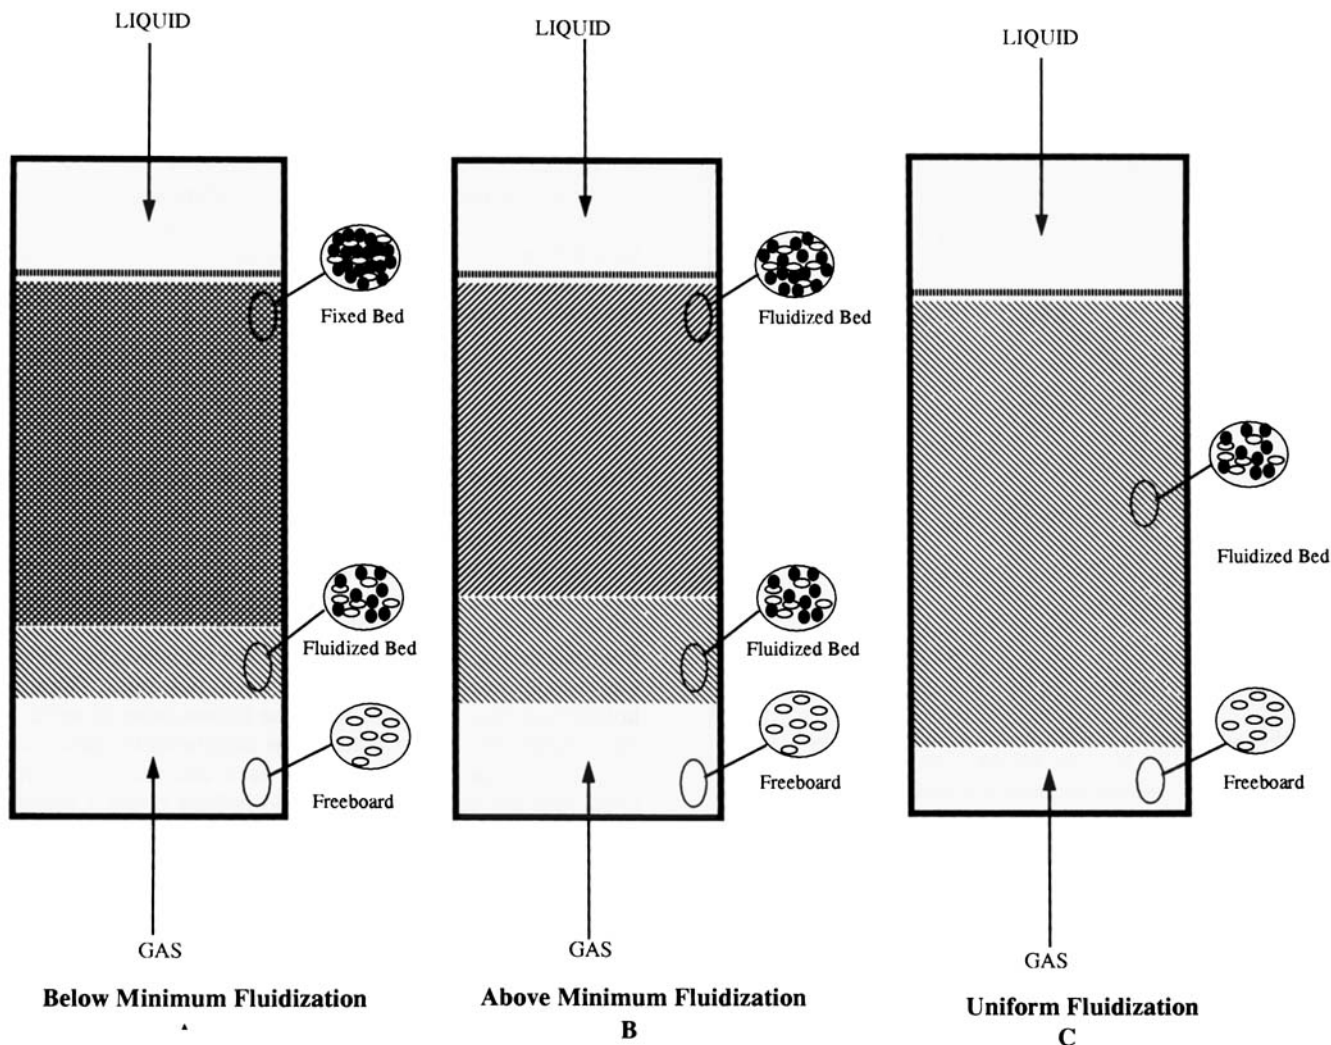 LIQUID
Fixed Bed
Fluidized Bed
Freeboard
GAS
Below Minimum Fluidization
LIQUID
Fluidized Bed
Fluidized Bed
Freeboard
GAS
Above Minimum Fluidization
B
LIQUID
Fluidized Bed
Freeboard
GAS
Uniform Fluidization
C